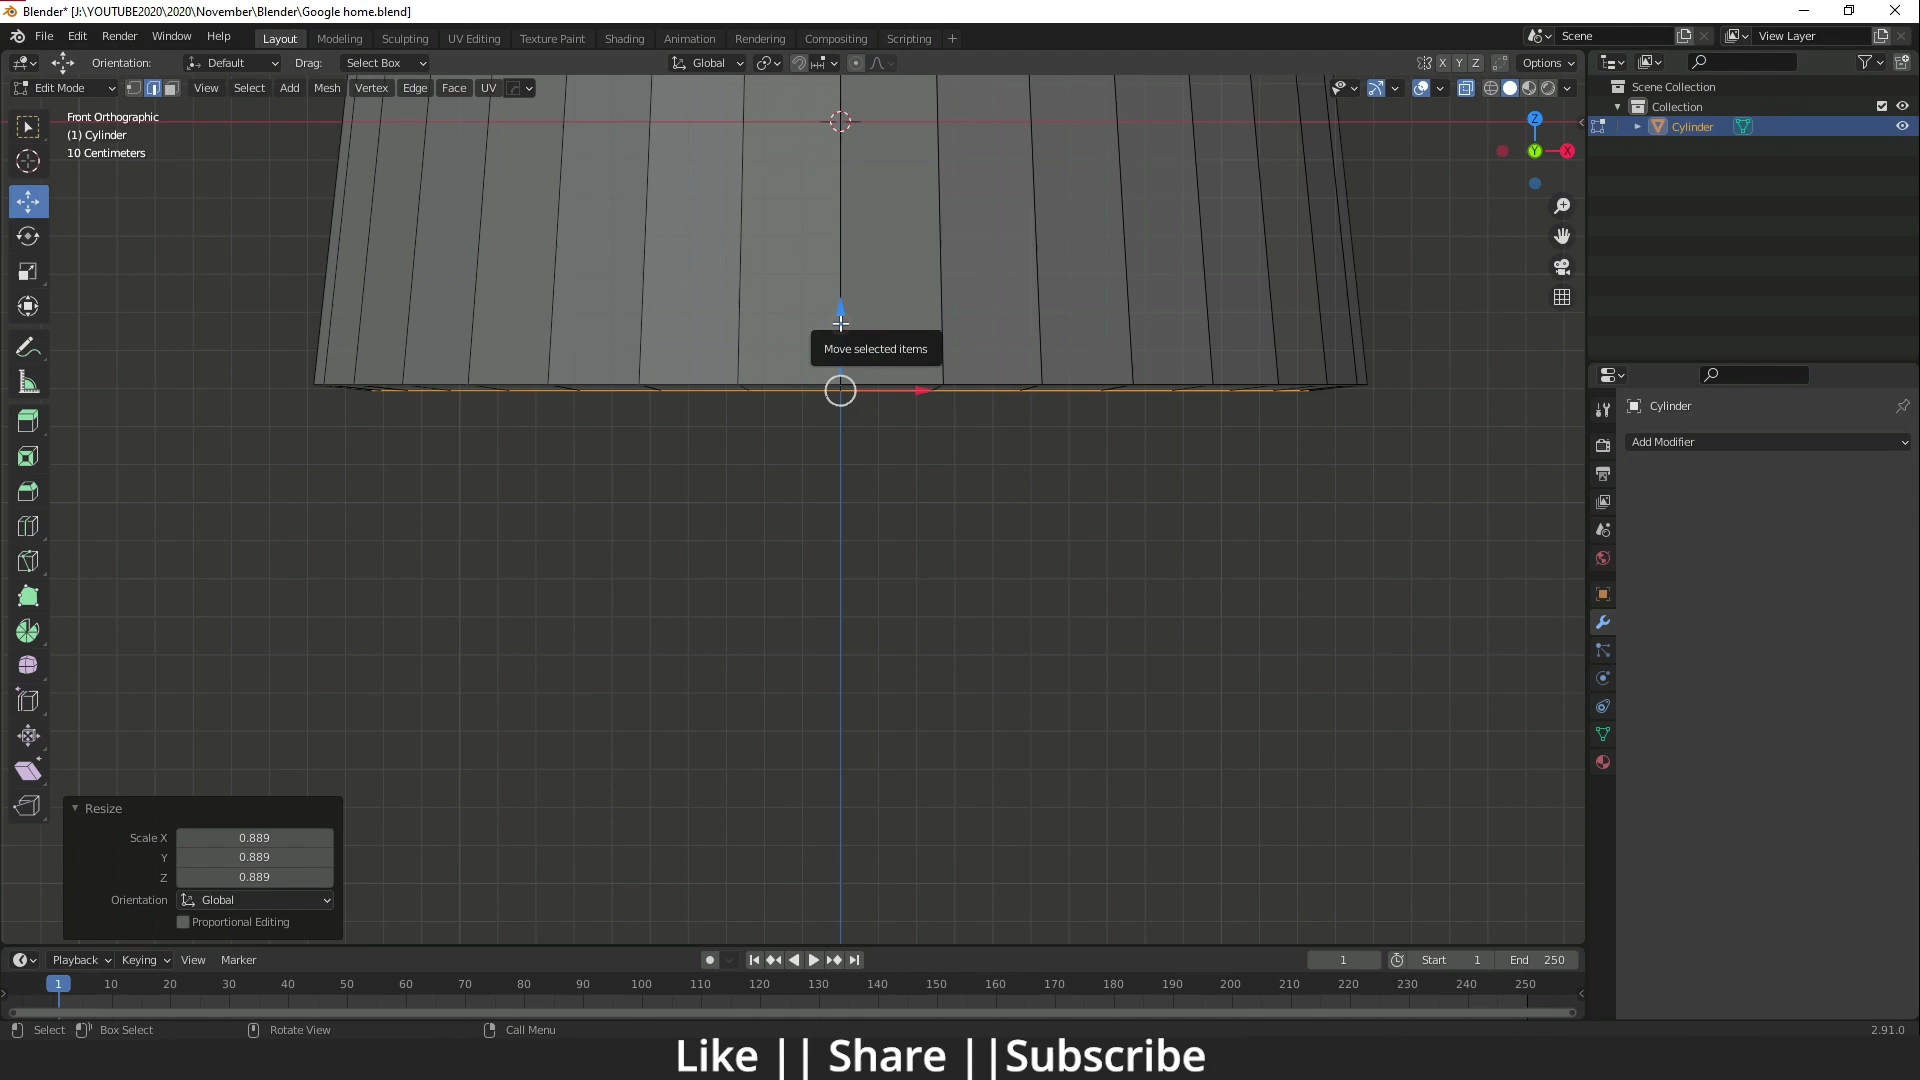 Blender* [J:\YOUTUBE2020\2020\November\Blender\Google home.blend]
File Edit Render Window Help
Layout Modeling Sculpting UV Editing Texture Paint Shading Animation Rendering Compositing Scripting +
Scene
View Layer
Orientation: Default Drag: Select Box
Global
X Y Z Options
Edit Mode View Select Add Mesh Vertex Edge Face UV
Front Orthographic
(1) Cylinder
10 Centimeters
Z
Y
X
Scene Collection
Collection
Cylinder
Move selected items
Cylinder
Add Modifier
Resize
Scale X 0.889
Y 0.889
Z 0.889
Orientation Global
Proportional Editing
Playback Keying View Marker
1 Start 1 End 250
1 10 20 30 40 50 60 70 80 90 100 110 120 130 140 150 160 170 180 190 200 210 220 230 240 250
Select Box Select Rotate View Call Menu 2.91.0
Like || Share ||Subscribe